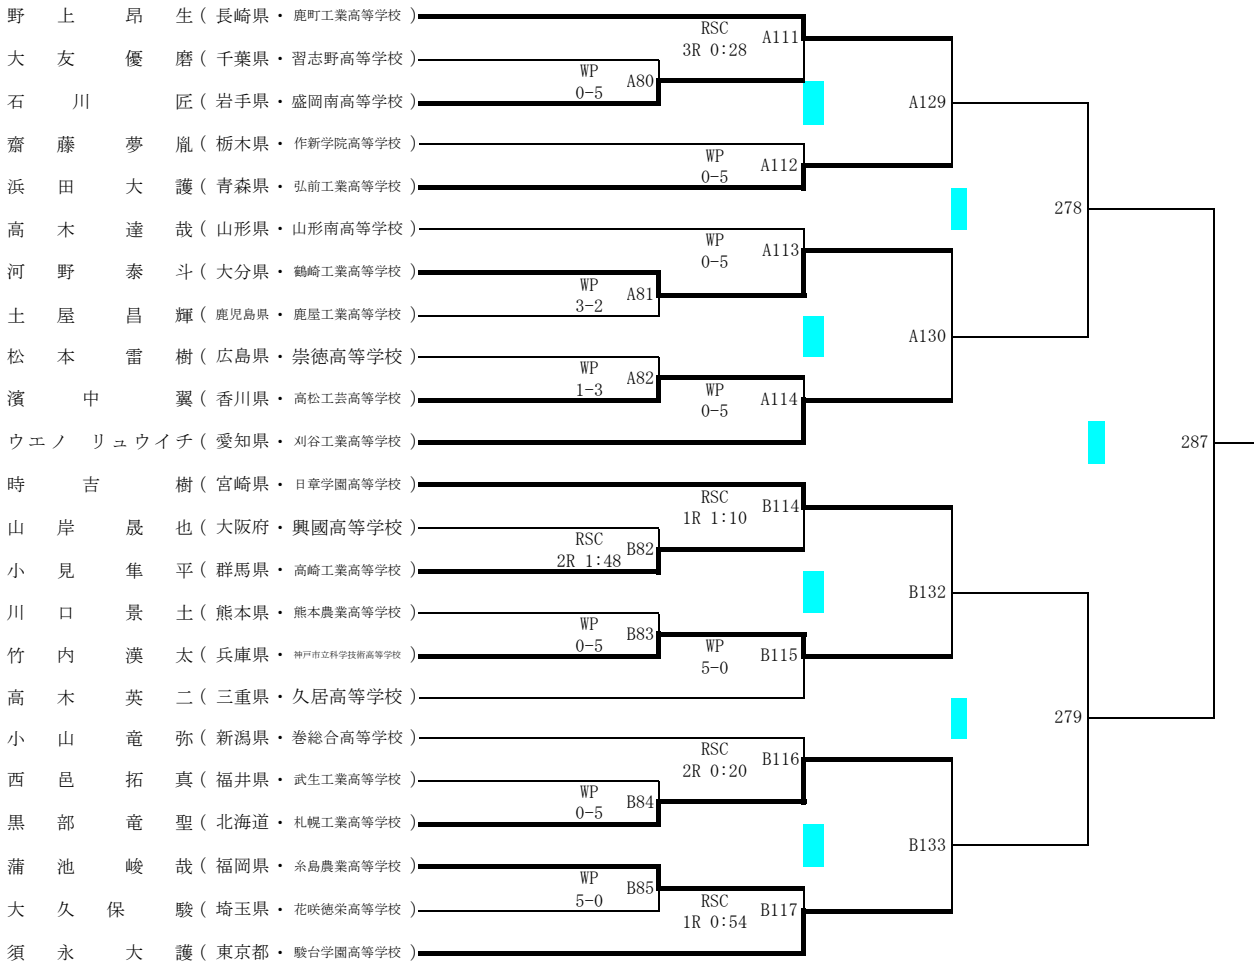 野上昂生(長崎県・鹿町工業高等学校)
RSC
3R 0:28
A111
大友優磨(千葉県・習志野高等学校)
WP
0-5
A80
石川匠(岩手県・盛岡南高等学校)
A129
齋藤夢胤(栃木県・作新学院高等学校)
WP
0-5
A112
浜田大護(青森県・弘前工業高等学校)
278
高木達哉(山形県・山形南高等学校)
WP
0-5
A113
河野泰斗(大分県・鶴崎工業高等学校)
WP
3-2
A81
土屋昌輝(鹿児島県・鹿屋工業高等学校)
A130
松本雷樹(広島県・崇徳高等学校)
WP
1-3
A82
濱中翼(香川県・高松工芸高等学校)
WP
0-5
A114
ウエノ リュウイチ(愛知県・刈谷工業高等学校)
287
時吉樹(宮崎県・日章学園高等学校)
RSC
1R 1:10
B114
山岸晟也(大阪府・興國高等学校)
RSC
2R 1:48
B82
小見隼平(群馬県・高崎工業高等学校)
B132
川口景土(熊本県・熊本農業高等学校)
WP
0-5
B83
竹内漢太(兵庫県・神戸市立科学技術高等学校)
WP
5-0
B115
高木英二(三重県・久居高等学校)
279
小山竜弥(新潟県・巻総合高等学校)
RSC
2R 0:20
B116
西邑拓真(福井県・武生工業高等学校)
WP
0-5
B84
黒部竜聖(北海道・札幌工業高等学校)
B133
蒲池峻哉(福岡県・糸島農業高等学校)
WP
5-0
B85
大久保駿(埼玉県・花咲徳栄高等学校)
RSC
1R 0:54
B117
須永大護(東京都・駿台学園高等学校)